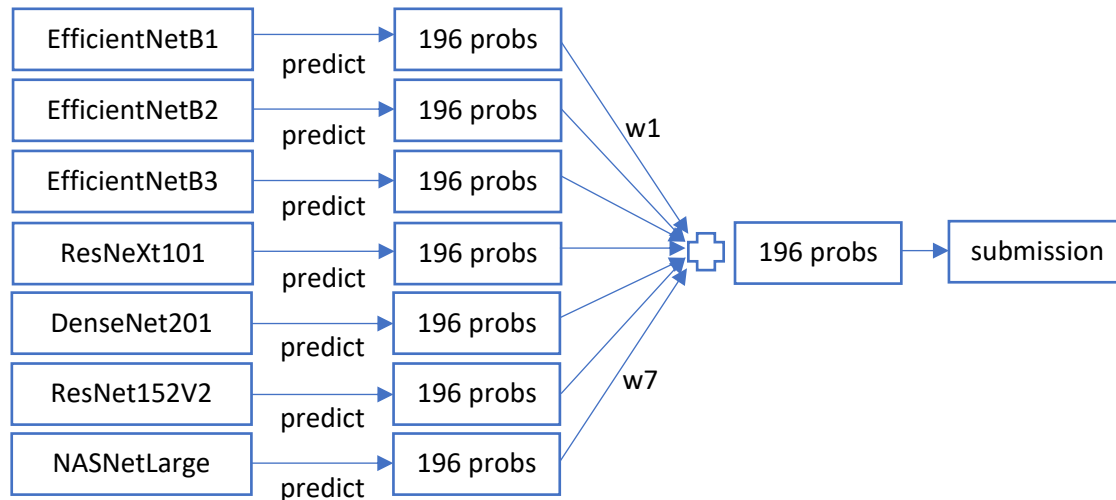 EfficientNetB1
predict
196 probs
EfficientNetB2
predict
196 probs
w1
EfficientNetB3
predict
196 probs
ResNeXt101
predict
196 probs
196 probs
submission
DenseNet201
predict
196 probs
ResNet152V2
predict
196 probs
w7
NASNetLarge
predict
196 probs